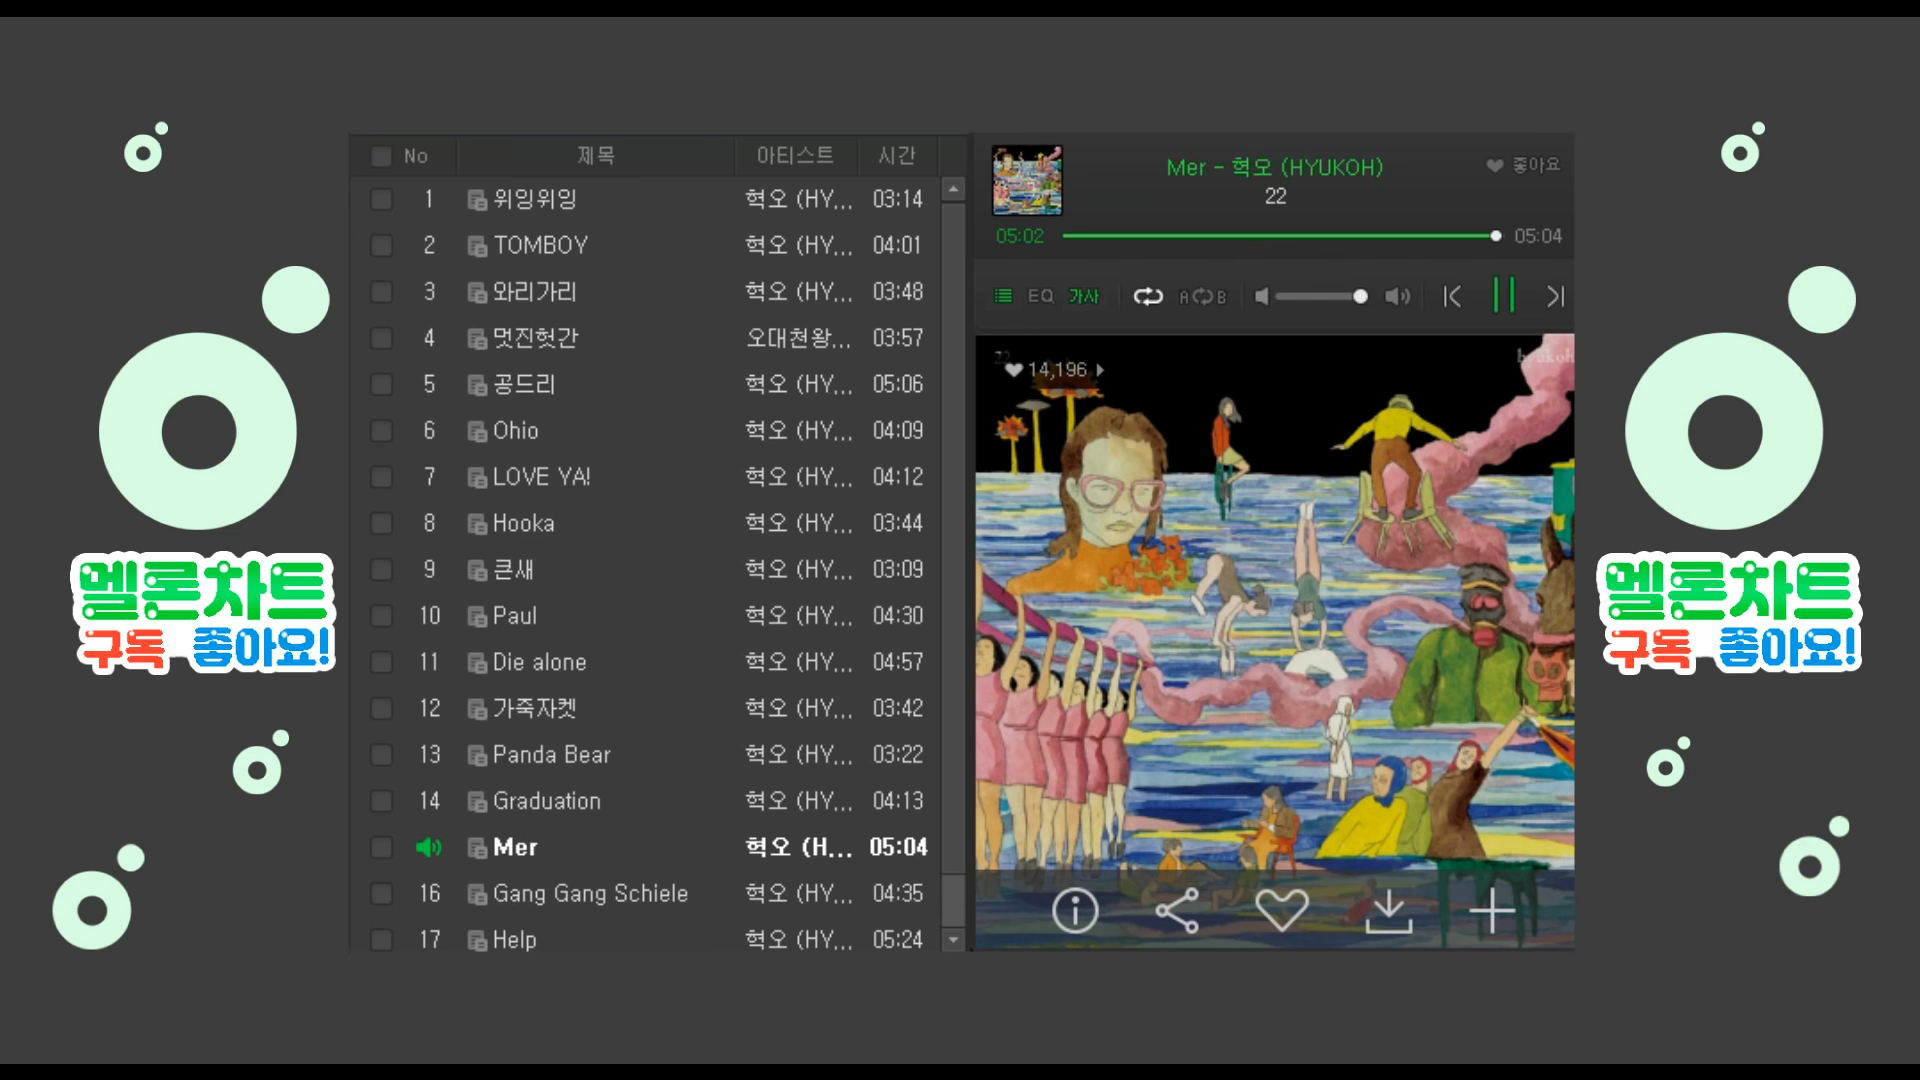 No 제목 아티스트 시간
1 위잉위잉 혁오 (HY... 03:14
2 TOMBOY 혁오 (HY... 04:01
3 와리가리 혁오 (HY... 03:48
4 멋진헛간 오대천왕... 03:57
5 공드리 혁오 (HY... 05:06
6 Ohio 혁오 (HY... 04:09
7 LOVE YA! 혁오 (HY... 04:12
8 Hooka 혁오 (HY... 03:44
9 큰새 혁오 (HY... 03:09
10 Paul 혁오 (HY... 04:30
11 Die alone 혁오 (HY... 04:57
12 가죽자켓 혁오 (HY... 03:42
13 Panda Bear 혁오 (HY... 03:22
14 Graduation 혁오 (HY... 04:13
Mer 혁오 (H... 05:04
16 Gang Gang Schiele 혁오 (HY... 04:35
17 Help 혁오 (HY... 05:24
Mer - 혁오 (HYUKOH)
좋아요
22
05:02 05:04
EQ 가사 A B
22
hyukoh
14,196
멜론차트
구독 좋아요!
멜론차트
구독 좋아요!